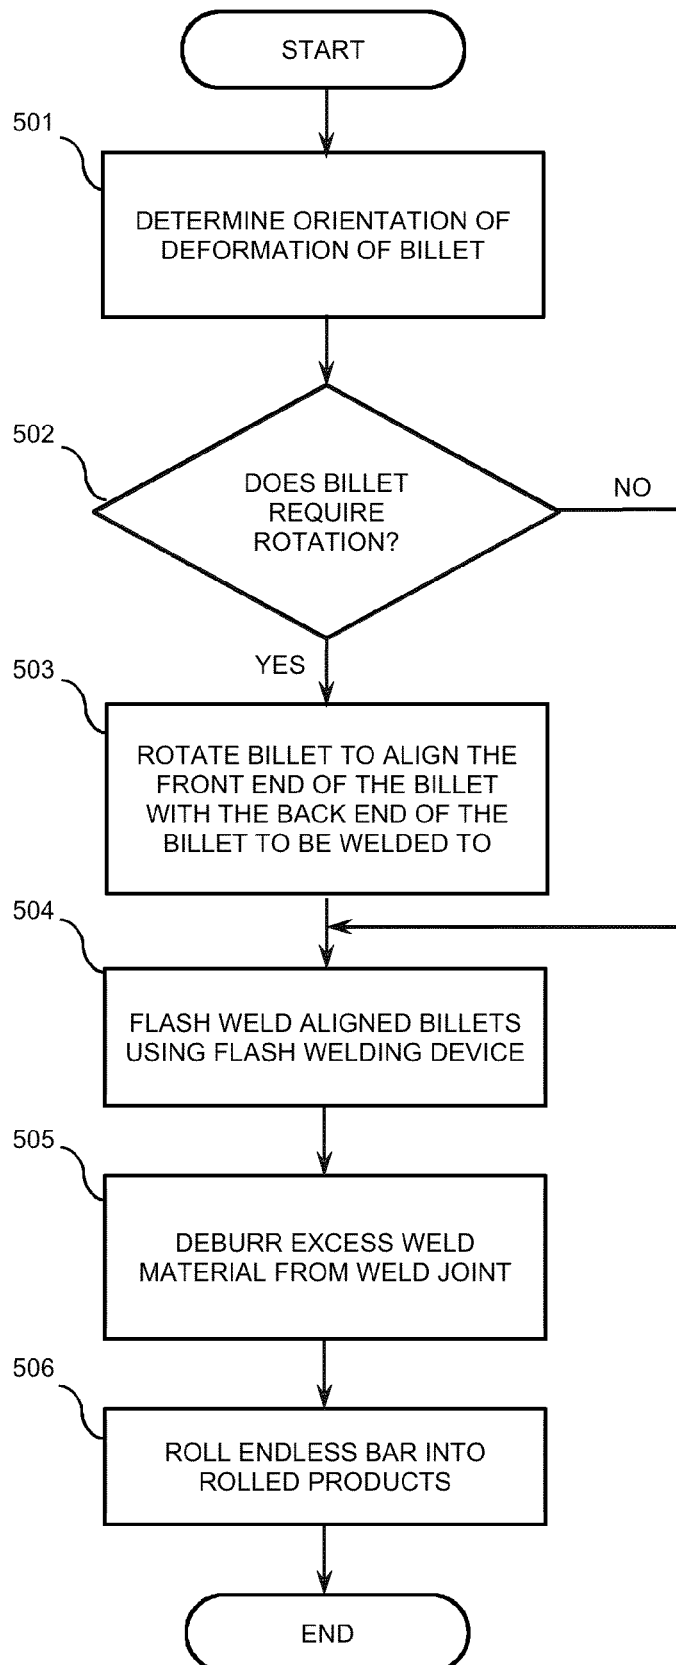 START
501
DETERMINE ORIENTATION OF
DEFORMATION OF BILLET
502
DOES BILLET
REQUIRE
ROTATION?
NO
YES
503
ROTATE BILLET TO ALIGN THE
FRONT END OF THE BILLET
WITH THE BACK END OF THE
BILLET TO BE WELDED TO
504
FLASH WELD ALIGNED BILLETS
USING FLASH WELDING DEVICE
505
DEBURR EXCESS WELD
MATERIAL FROM WELD JOINT
506
ROLL ENDLESS BAR INTO
ROLLED PRODUCTS
END